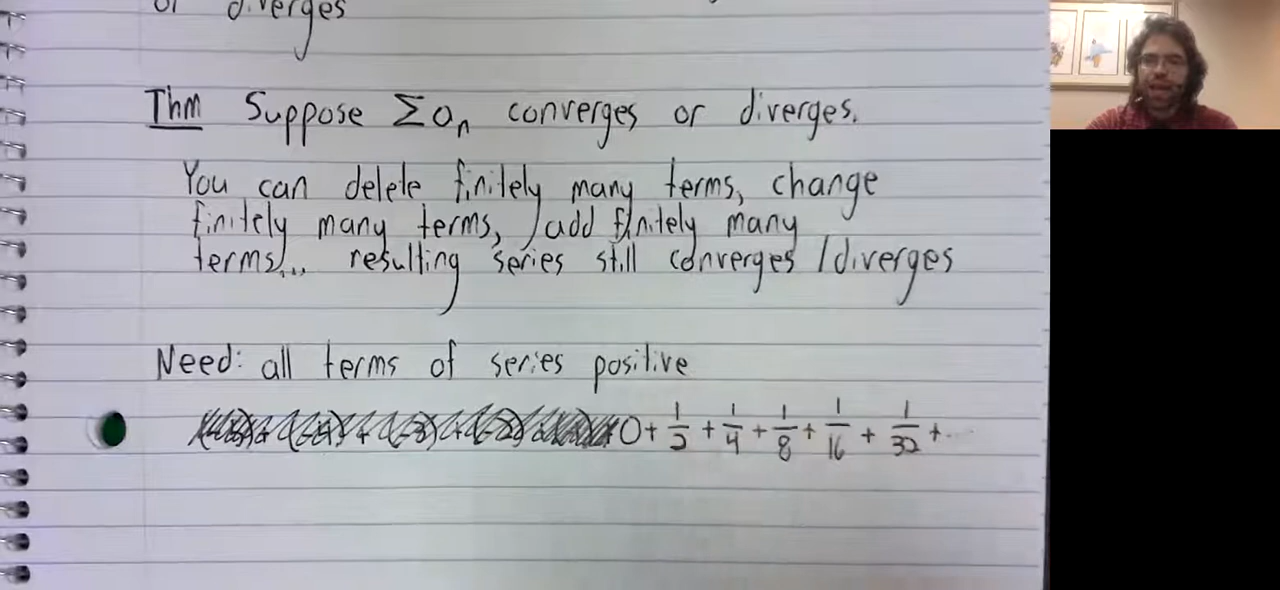 or diverges
Thm Suppose Σan converges or diverges.
You can delete finitely many terms, change
finitely many terms, add finitely many
terms... resulting series still converges / diverges
Need: all terms of series positive
0 + 1/2 + 1/4 + 1/8 + 1/16 + 1/32 + ...